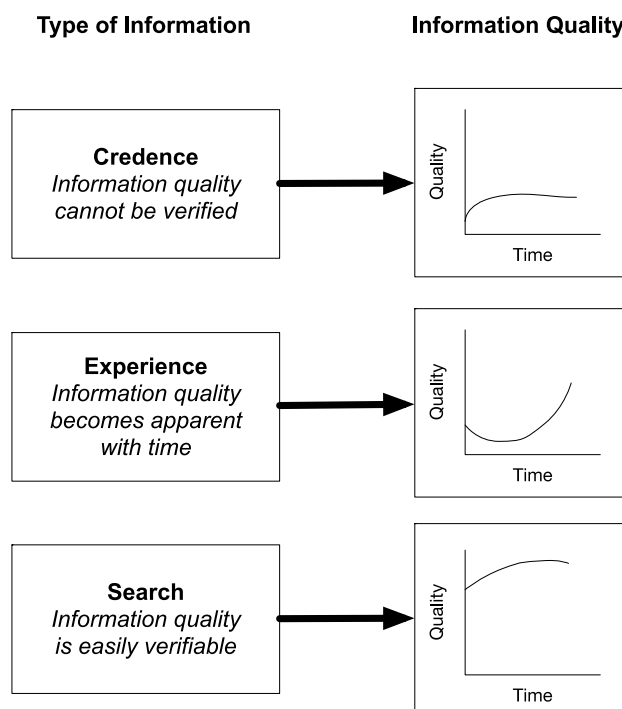 Type of Information
Information Quality
Credence
Information quality
cannot be verified
Quality
Time
Experience
Information quality
becomes apparent
with time
Quality
Time
Search
Information quality
is easily verifiable
Quality
Time